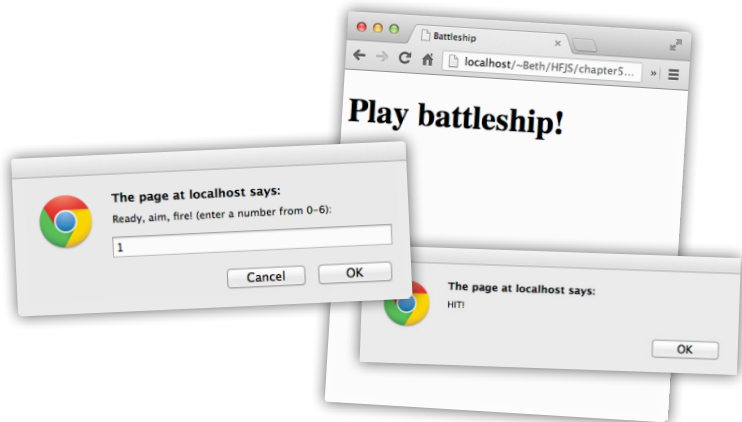 Battleship
localhost/~Beth/HFJS/chapter5...
Play battleship!
The page at localhost says:
Ready, aim, fire! (enter a number from 0-6):
1
Cancel
OK
The page at localhost says:
HIT!
OK